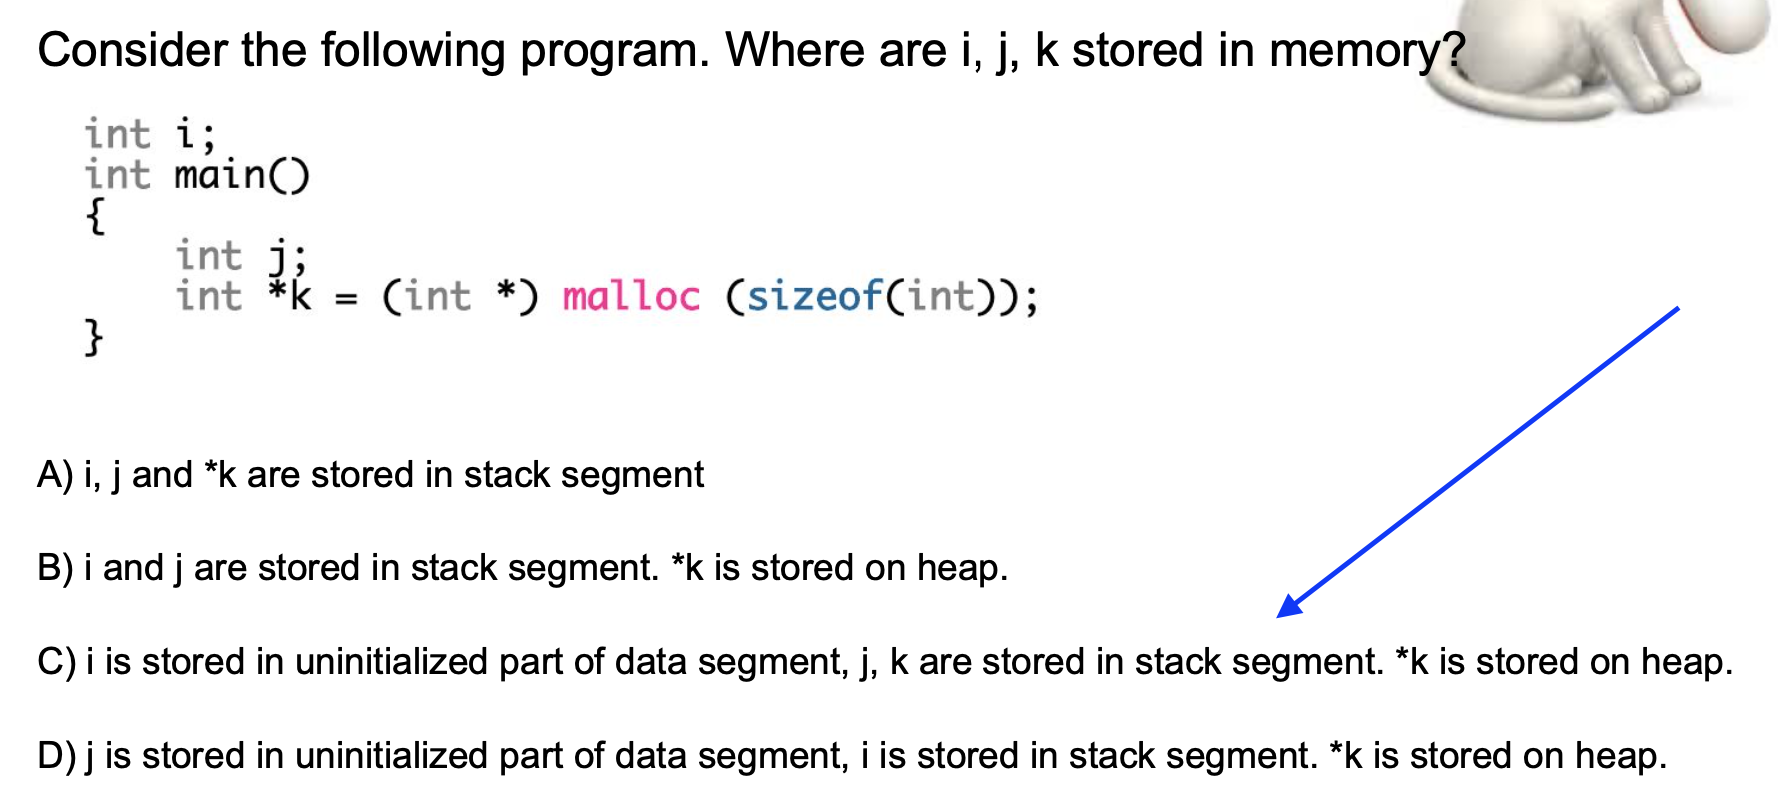 Consider the following program. Where are i, j, k stored in memory?
int i;
int main()
{
    int j;
    int *k = (int *) malloc (sizeof(int));
}
A) i, j and *k are stored in stack segment
B) i and j are stored in stack segment. *k is stored on heap.
C) i is stored in uninitialized part of data segment, j, k are stored in stack segment. *k is stored on heap.
D) j is stored in uninitialized part of data segment, i is stored in stack segment. *k is stored on heap.